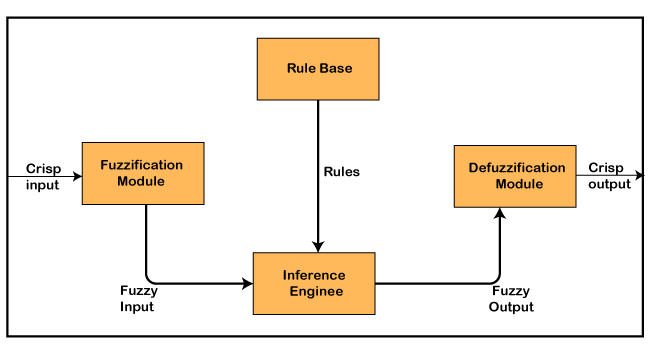 Rule Base
Crisp
input
Fuzzification
Module
Rules
Defuzzification
Module
Crisp
output
Fuzzy
Input
Inference
Enginee
Fuzzy
Output